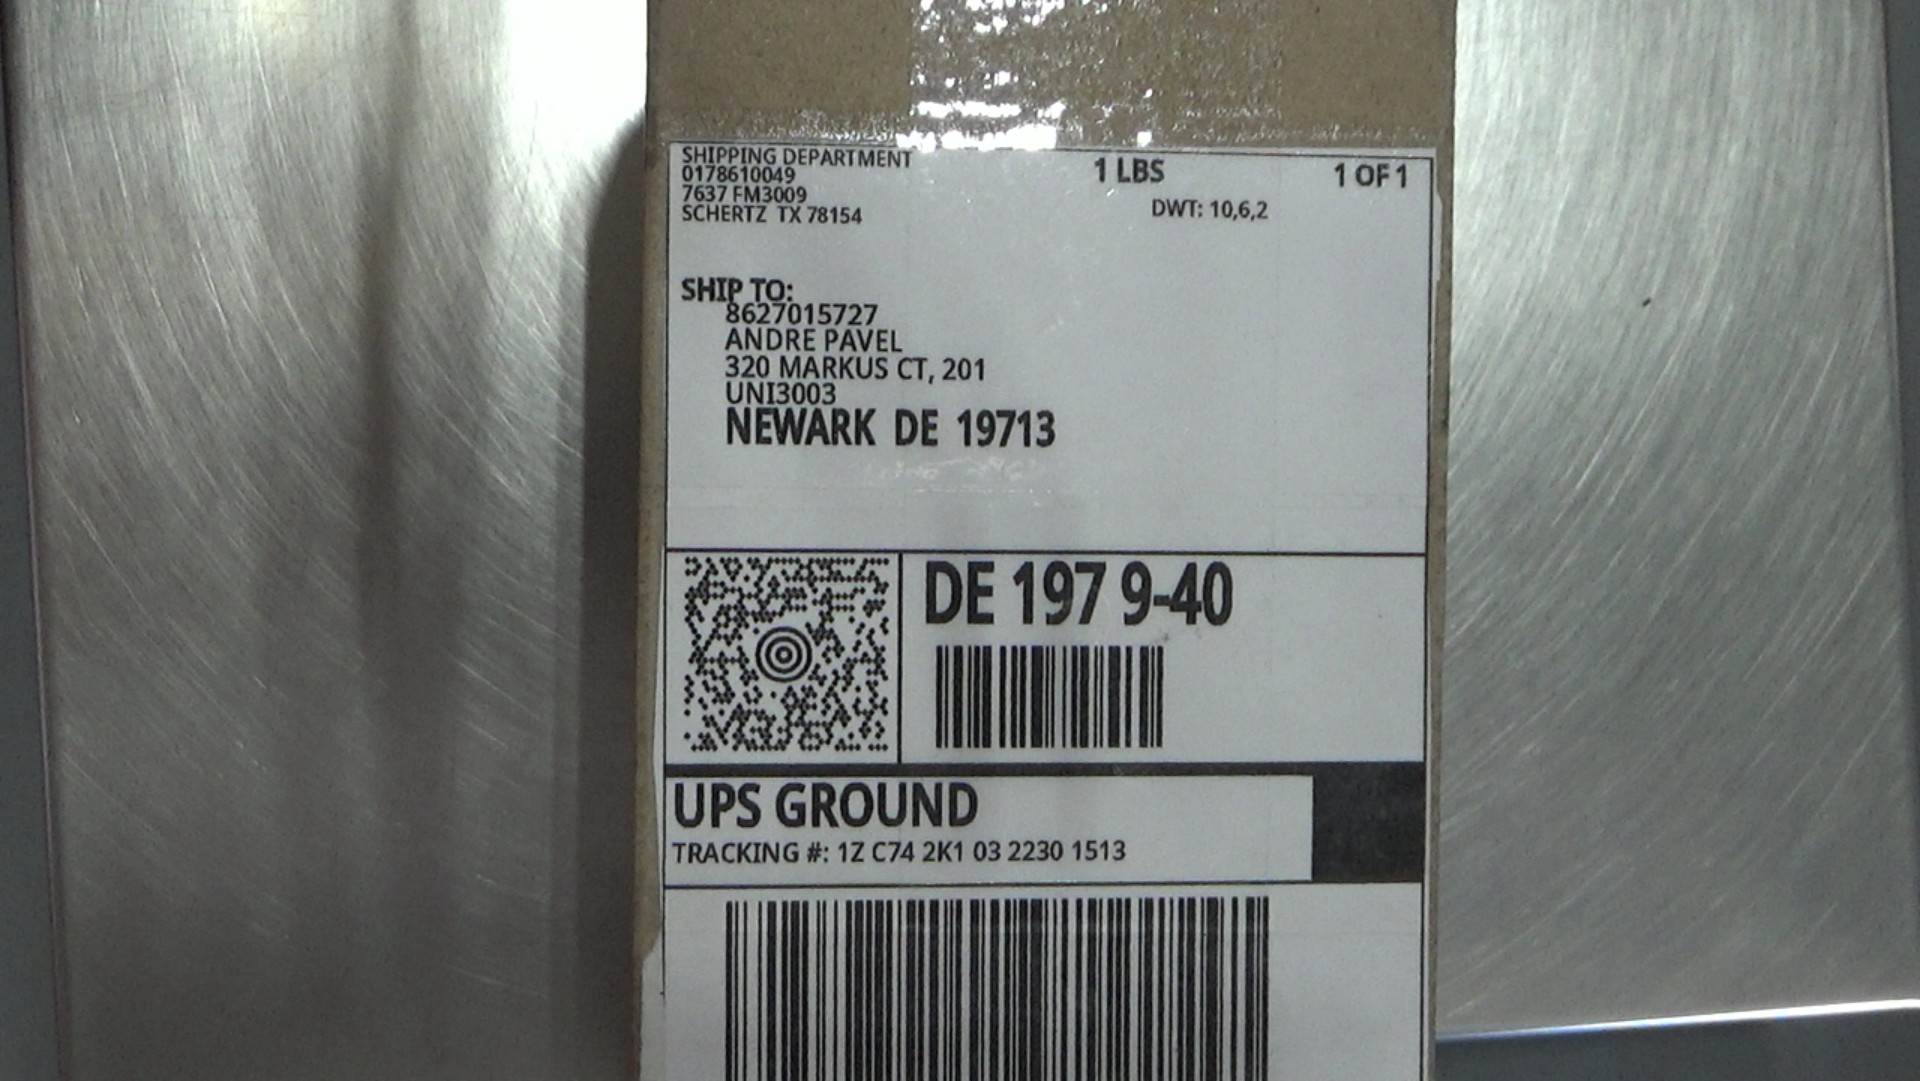 SHIPPING DEPARTMENT
0178610049
7637 FM3009
SCHERTZ TX 78154
1 LBS
1 OF 1
DWT: 10,6,2
SHIP TO:
8627015727
ANDRE PAVEL
320 MARKUS CT, 201
UNI3003
NEWARK DE 19713
DE 197 9-40
UPS GROUND
TRACKING #: 1Z C74 2K1 03 2230 1513